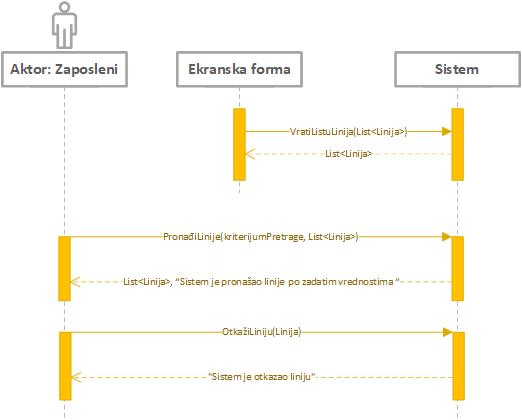 Aktor: Zaposleni
Ekranska forma
Sistem
VratiListuLinija(List<Linija>)
List<Linija>
PronađiLinije(kriterijumPretrage, List<Linija>)
List<Linija>, “Sistem je pronašao linije po zadatim vrednostima “
OtkažiLiniju(Linija)
"Sistem je otkazao liniju"